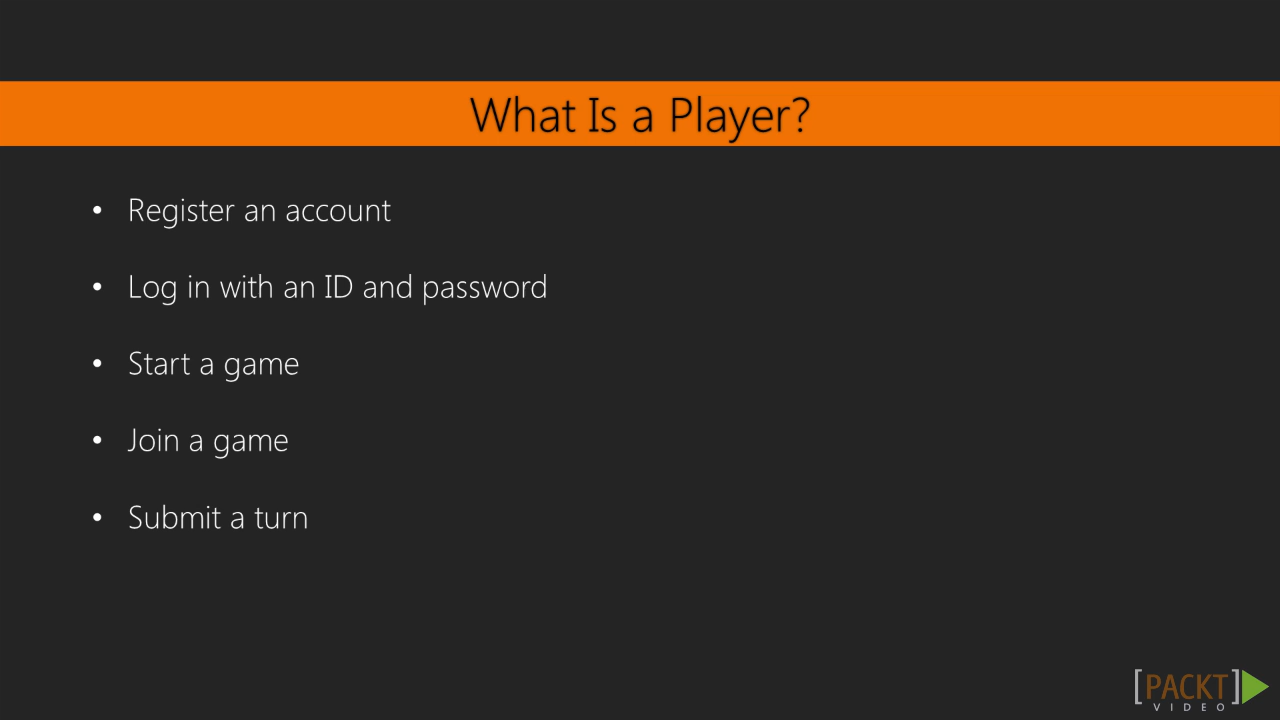 What Is a Player?
• Register an account
• Log in with an ID and password
• Start a game
• Join a game
• Submit a turn
[PACKT]
VIDEO